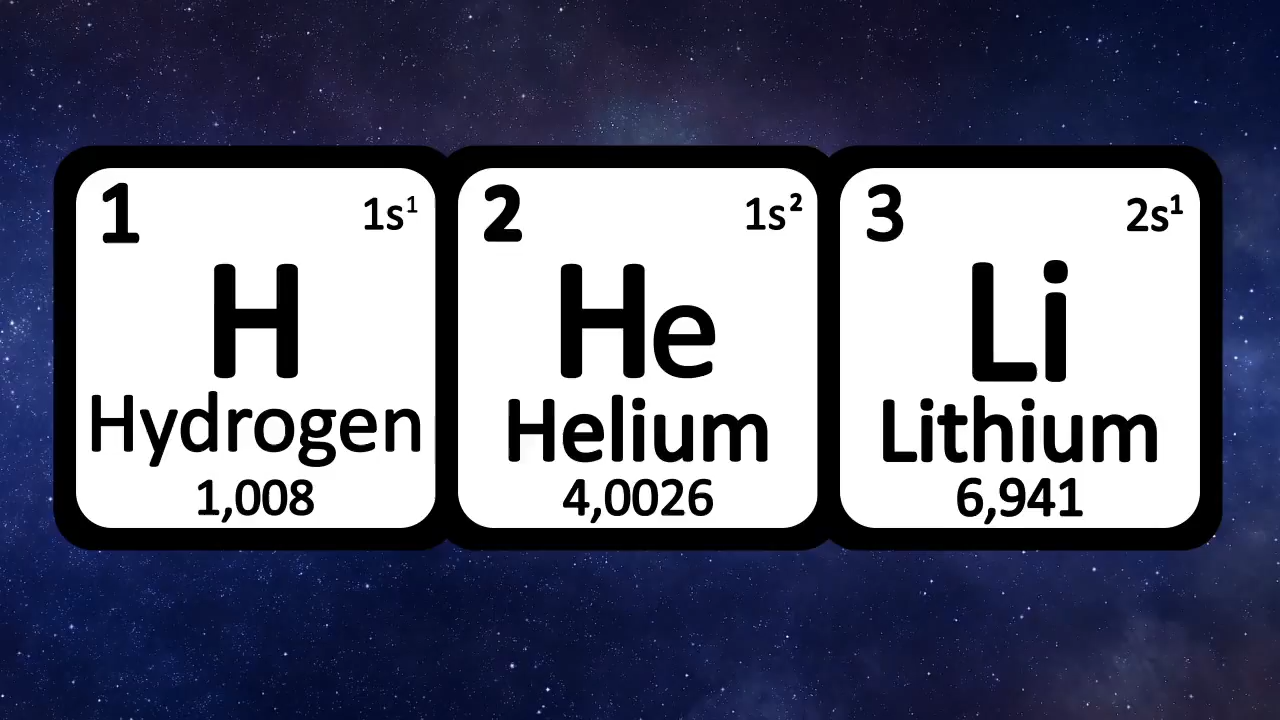 1 1s¹
H
Hydrogen
1,008
2 1s²
He
Helium
4,0026
3 2s¹
Li
Lithium
6,941